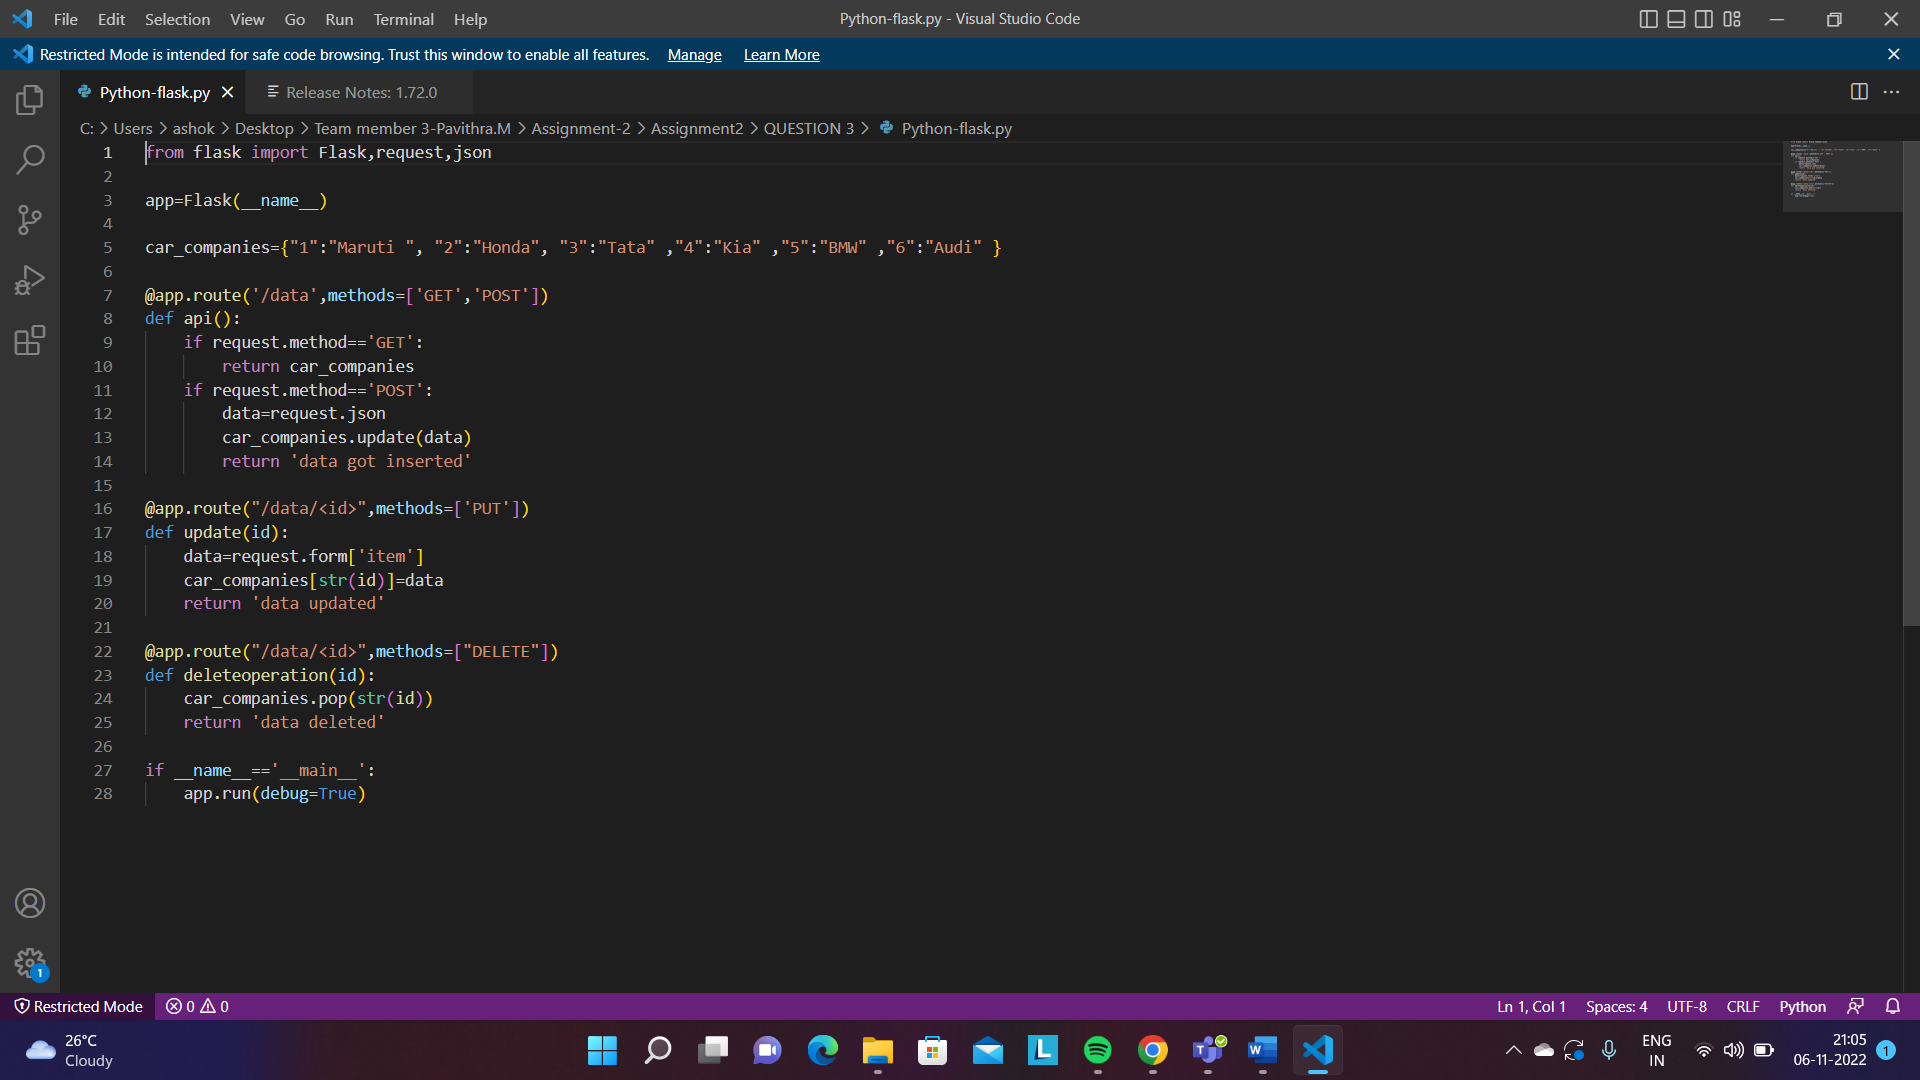 File Edit Selection View Go Run Terminal Help
Python-flask.py - Visual Studio Code
Restricted Mode is intended for safe code browsing. Trust this window to enable all features. Manage Learn More
Python-flask.py
Release Notes: 1.72.0
C: > Users > ashok > Desktop > Team member 3-Pavithra.M > Assignment-2 > Assignment2 > QUESTION 3 > Python-flask.py
1 from flask import Flask,request,json
2
3 app=Flask(__name__)
4
5 car_companies={"1":"Maruti ", "2":"Honda", "3":"Tata" ,"4":"Kia" ,"5":"BMW" ,"6":"Audi" }
6
7 @app.route('/data',methods=['GET','POST'])
8 def api():
9     if request.method=='GET':
10         return car_companies
11     if request.method=='POST':
12         data=request.json
13         car_companies.update(data)
14         return 'data got inserted'
15
16 @app.route("/data/<id>",methods=['PUT'])
17 def update(id):
18     data=request.form['item']
19     car_companies[str(id)]=data
20     return 'data updated'
21
22 @app.route("/data/<id>",methods=["DELETE"])
23 def deleteoperation(id):
24     car_companies.pop(str(id))
25     return 'data deleted'
26
27 if __name__=='__main__':
28     app.run(debug=True)
1
Restricted Mode 0 0
Ln 1, Col 1 Spaces: 4 UTF-8 CRLF Python
26°C
Cloudy
L
T
W
ENG
IN
21:05
06-11-2022
1